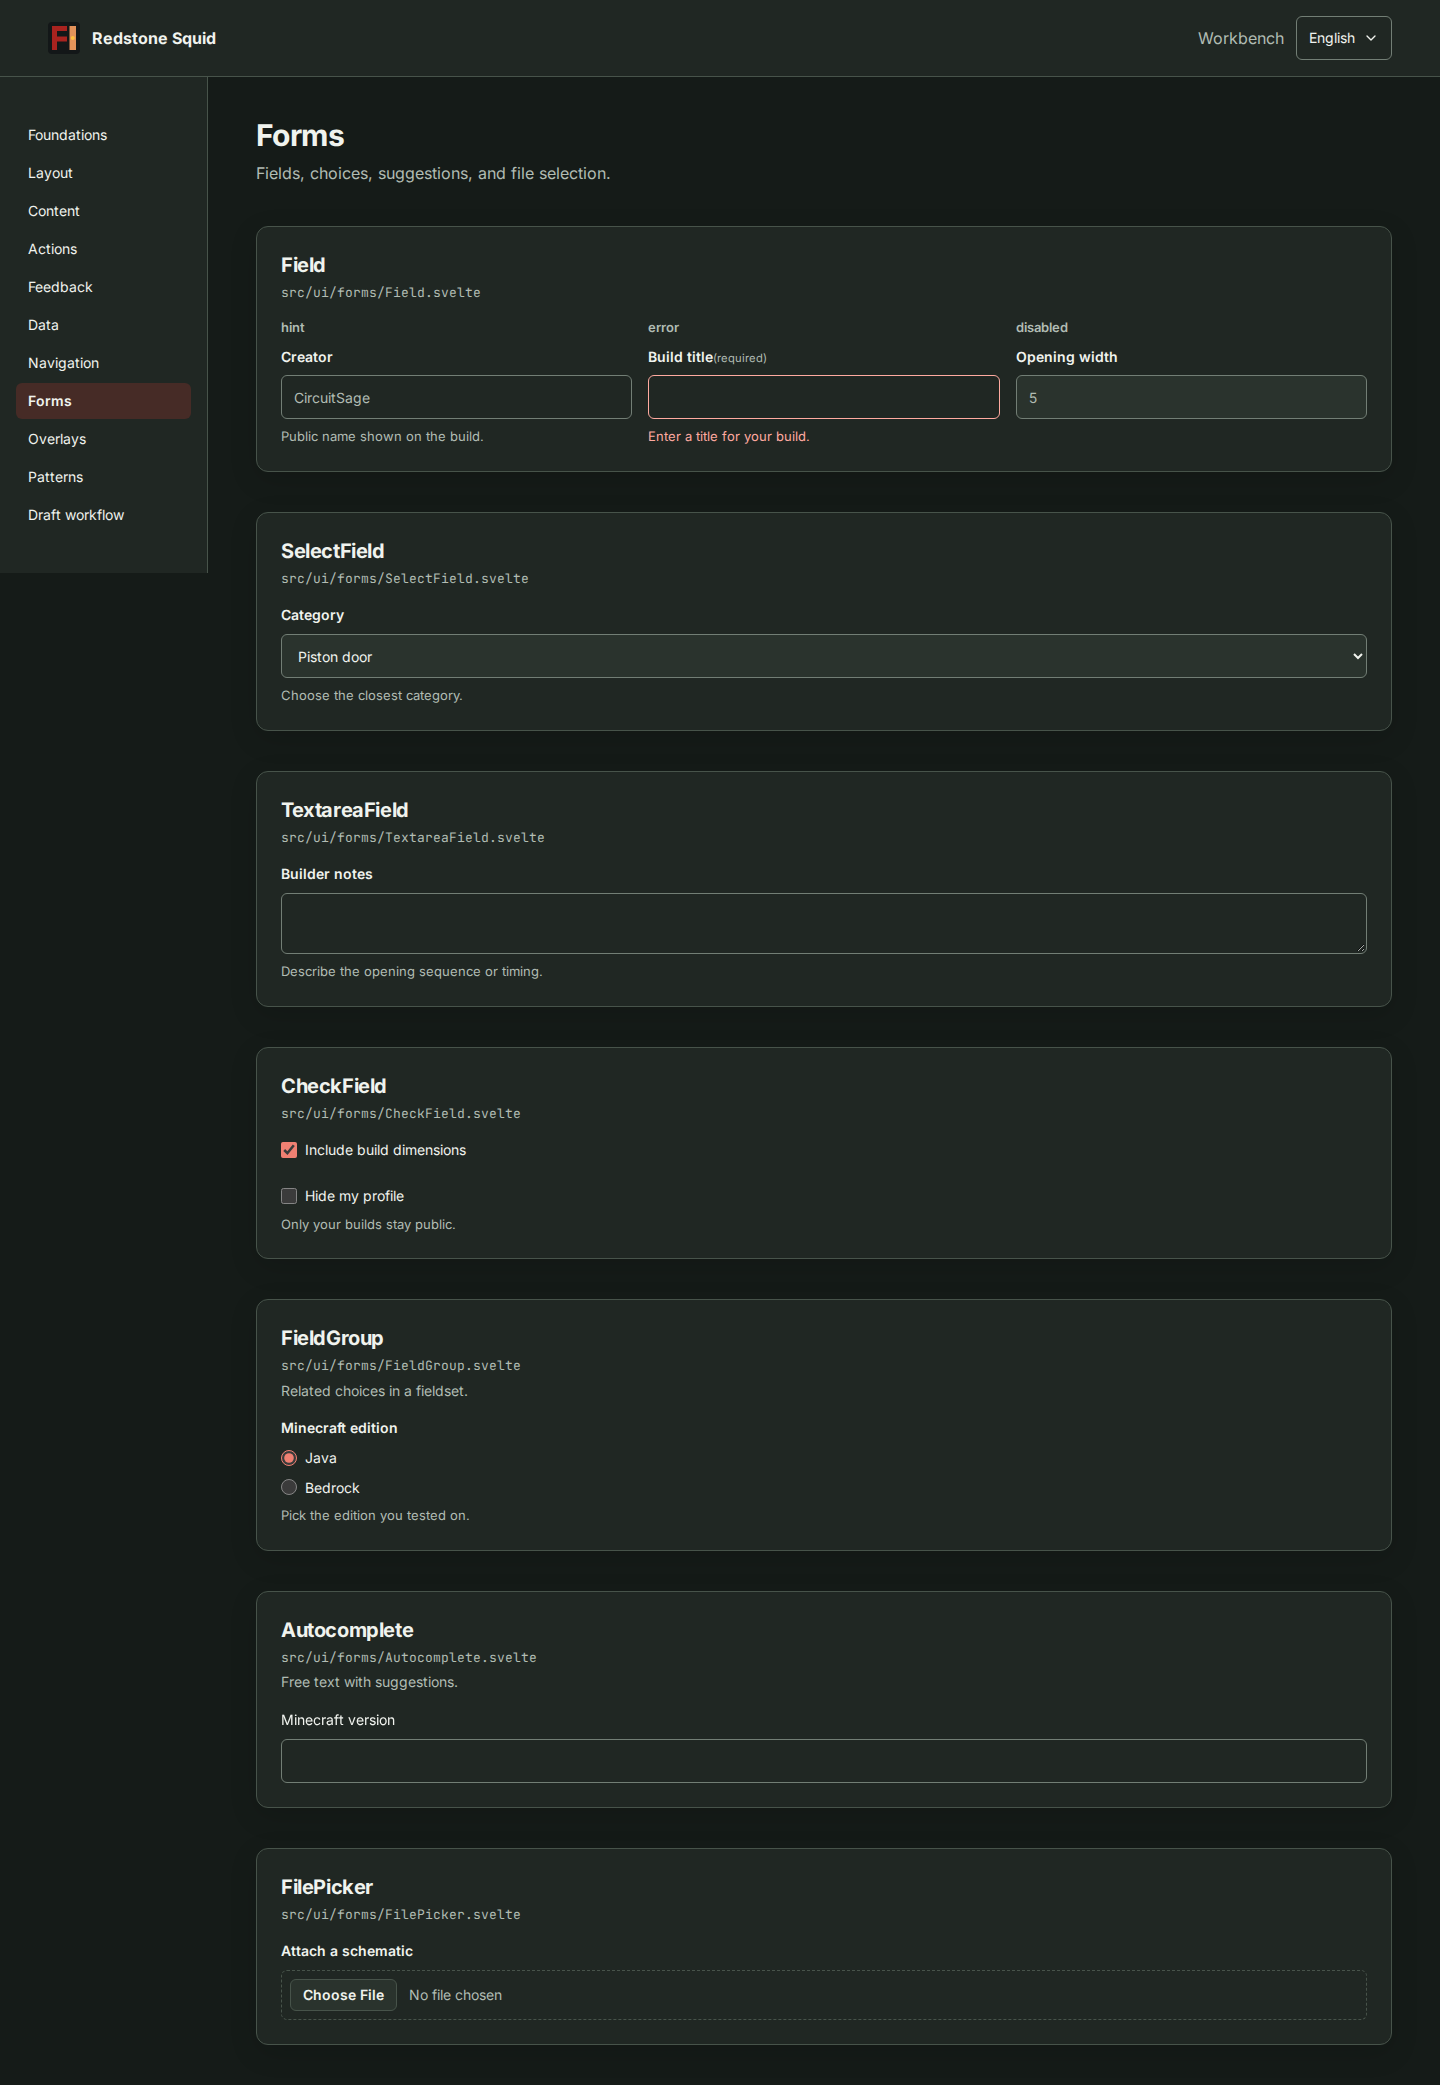 Redstone Squid
Workbench
English
Foundations
Layout
Content
Actions
Feedback
Data
Navigation
Forms
Overlays
Patterns
Draft workflow
Forms
Fields, choices, suggestions, and file selection.
Field
src/ui/forms/Field.svelte
hint
Creator
CircuitSage
Public name shown on the build.
error
Build title(required)
Enter a title for your build.
disabled
Opening width
5
SelectField
src/ui/forms/SelectField.svelte
Category
Piston door
Choose the closest category.
TextareaField
src/ui/forms/TextareaField.svelte
Builder notes
Describe the opening sequence or timing.
CheckField
src/ui/forms/CheckField.svelte
Include build dimensions
Hide my profile
Only your builds stay public.
FieldGroup
src/ui/forms/FieldGroup.svelte
Related choices in a fieldset.
Minecraft edition
Java
Bedrock
Pick the edition you tested on.
Autocomplete
src/ui/forms/Autocomplete.svelte
Free text with suggestions.
Minecraft version
FilePicker
src/ui/forms/FilePicker.svelte
Attach a schematic
Choose File No file chosen